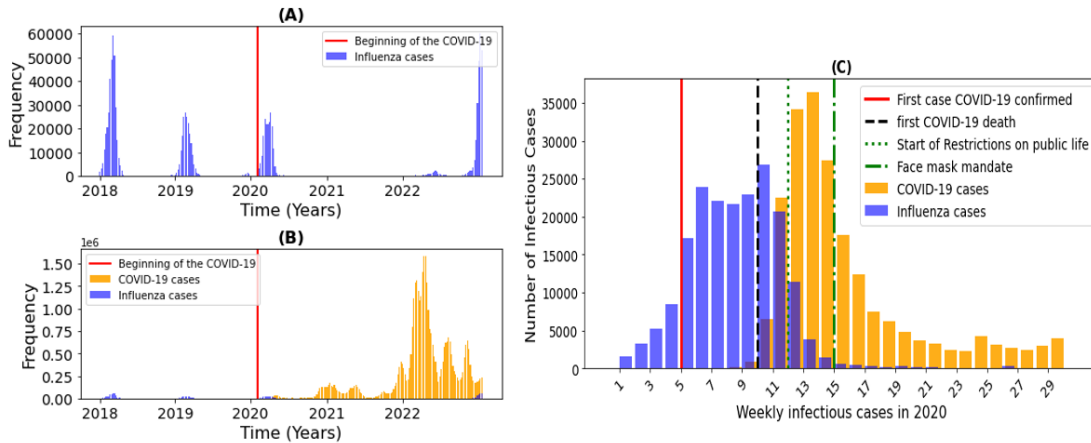 (A)
60000
50000
40000
30000
20000
10000
0
Frequency
Beginning of the COVID-19
Influenza cases
2018 2019 2020 2021 2022
Time (Years)
(B)
1e6
1.50
1.25
1.00
0.75
0.50
0.25
0.00
Frequency
Beginning of the COVID-19
COVID-19 cases
Influenza cases
2018 2019 2020 2021 2022
Time (Years)
(C)
35000
30000
25000
20000
15000
10000
5000
0
Number of Infectious Cases
First case COVID-19 confirmed
first COVID-19 death
Start of Restrictions on public life
Face mask mandate
COVID-19 cases
Influenza cases
1 3 5 7 9 11 13 15 17 19 21 23 25 27 29
Weekly infectious cases in 2020